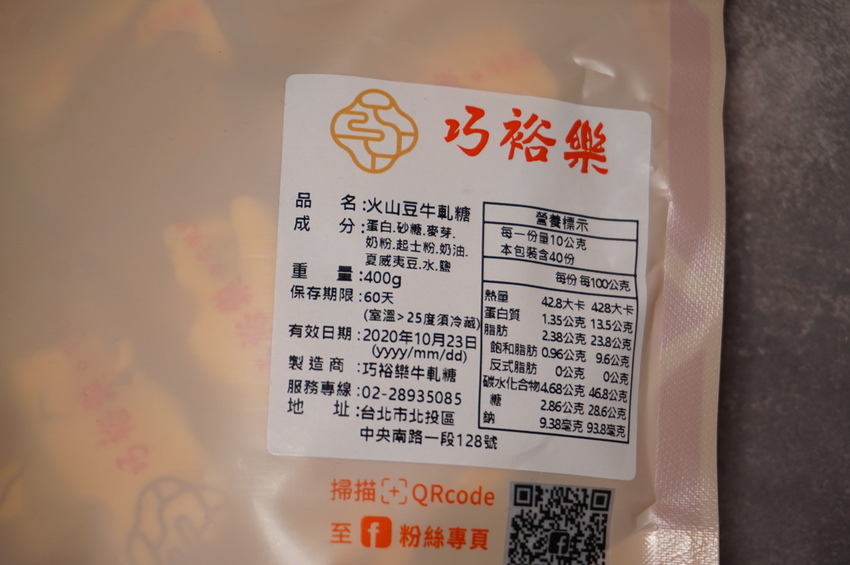 巧裕樂
品名:火山豆牛軋糖
成分:蛋白.砂糖.麥芽.
奶粉.起士粉.奶油.
夏威夷豆.水.鹽
重量:400g
保存期限:60天
(室溫>25度須冷藏)
有效日期:2020年10月23日
(yyyy/mm/dd)
製造商:巧裕樂牛軋糖
服務專線:02-28935085
地址:台北市北投區
中央南路一段128號
營養標示
每一份量10公克
本包裝含40份
每份 每100公克
熱量 42.8大卡 428大卡
蛋白質 1.35公克 13.5公克
脂肪 2.38公克 23.8公克
飽和脂肪 0.96公克 9.6公克
反式脂肪 0公克 0公克
碳水化合物 4.68公克 46.8公克
糖 2.86公克 28.6公克
鈉 9.38毫克 93.8毫克
掃描[+]QRcode
至 f 粉絲專頁
巧裕樂